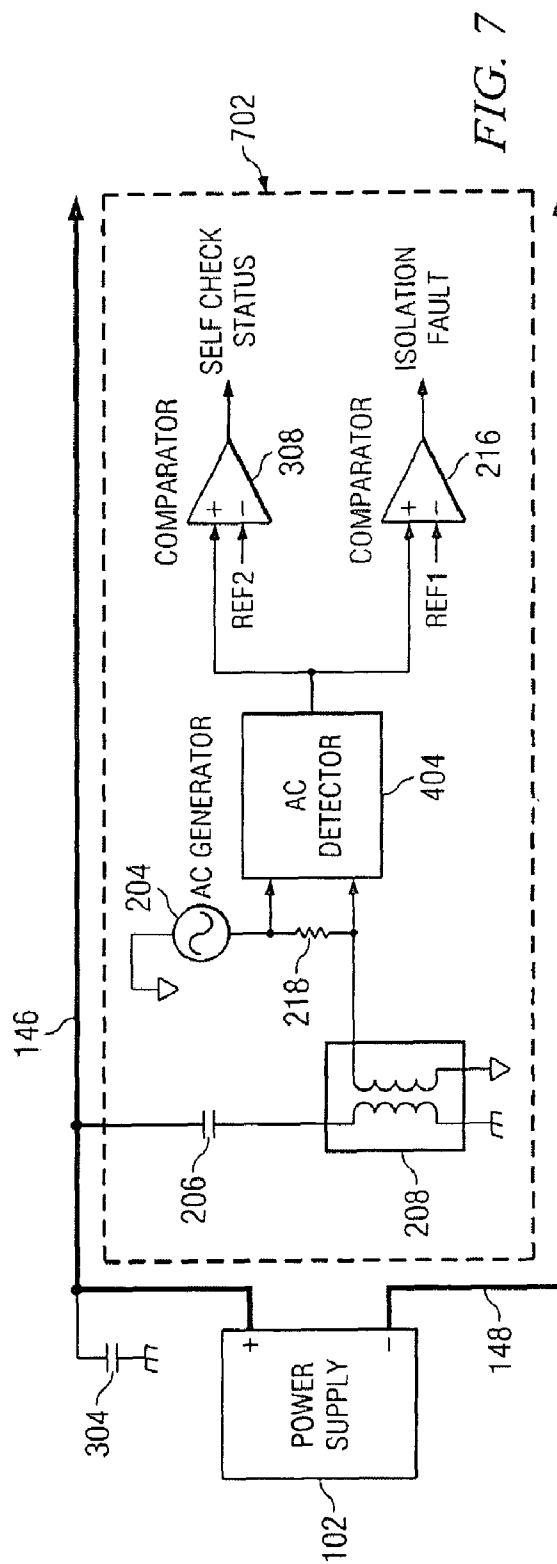 146
304
206
POWER
SUPPLY
+
−
102
148
208
204
AC GENERATOR
218
AC
DETECTOR
404
COMPARATOR
+
−
REF2
308
SELF CHECK
STATUS
COMPARATOR
+
−
REF1
216
ISOLATION
FAULT
702
FIG. 7